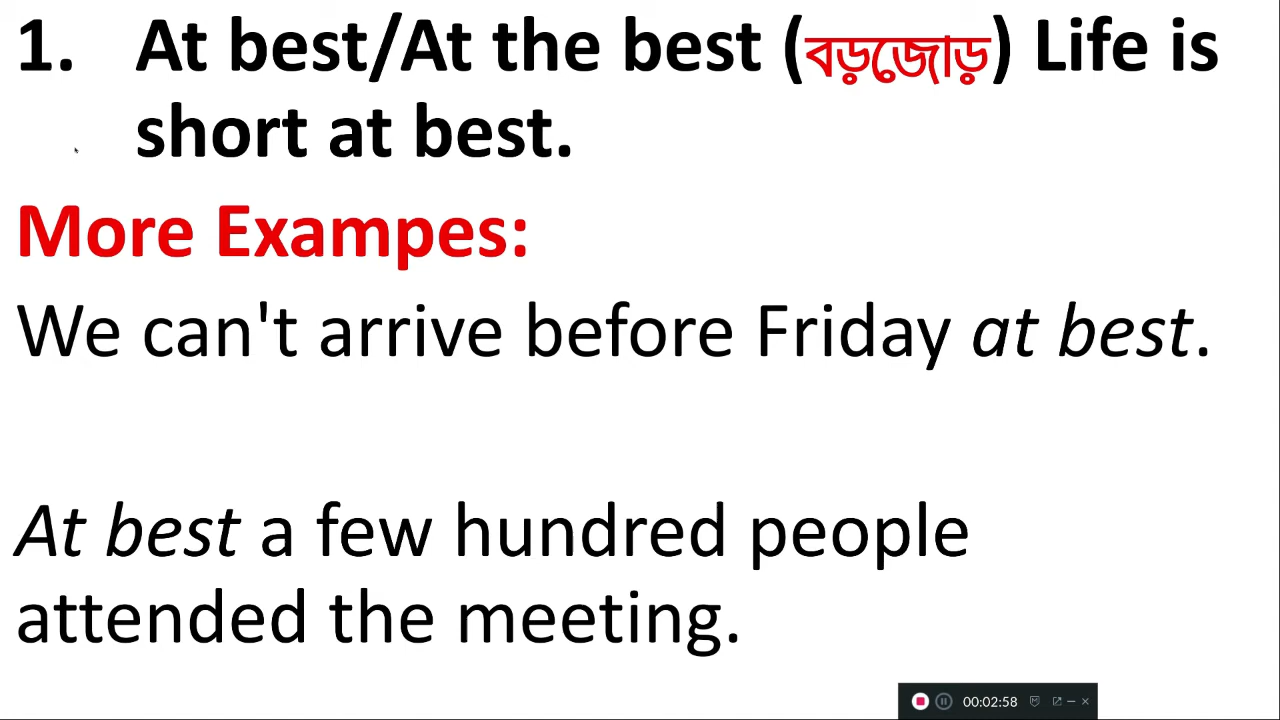 1. At best/At the best (বড়জোড়) Life is
short at best.
More Exampes:
We can't arrive before Friday at best.
At best a few hundred people
attended the meeting.
00:02:58